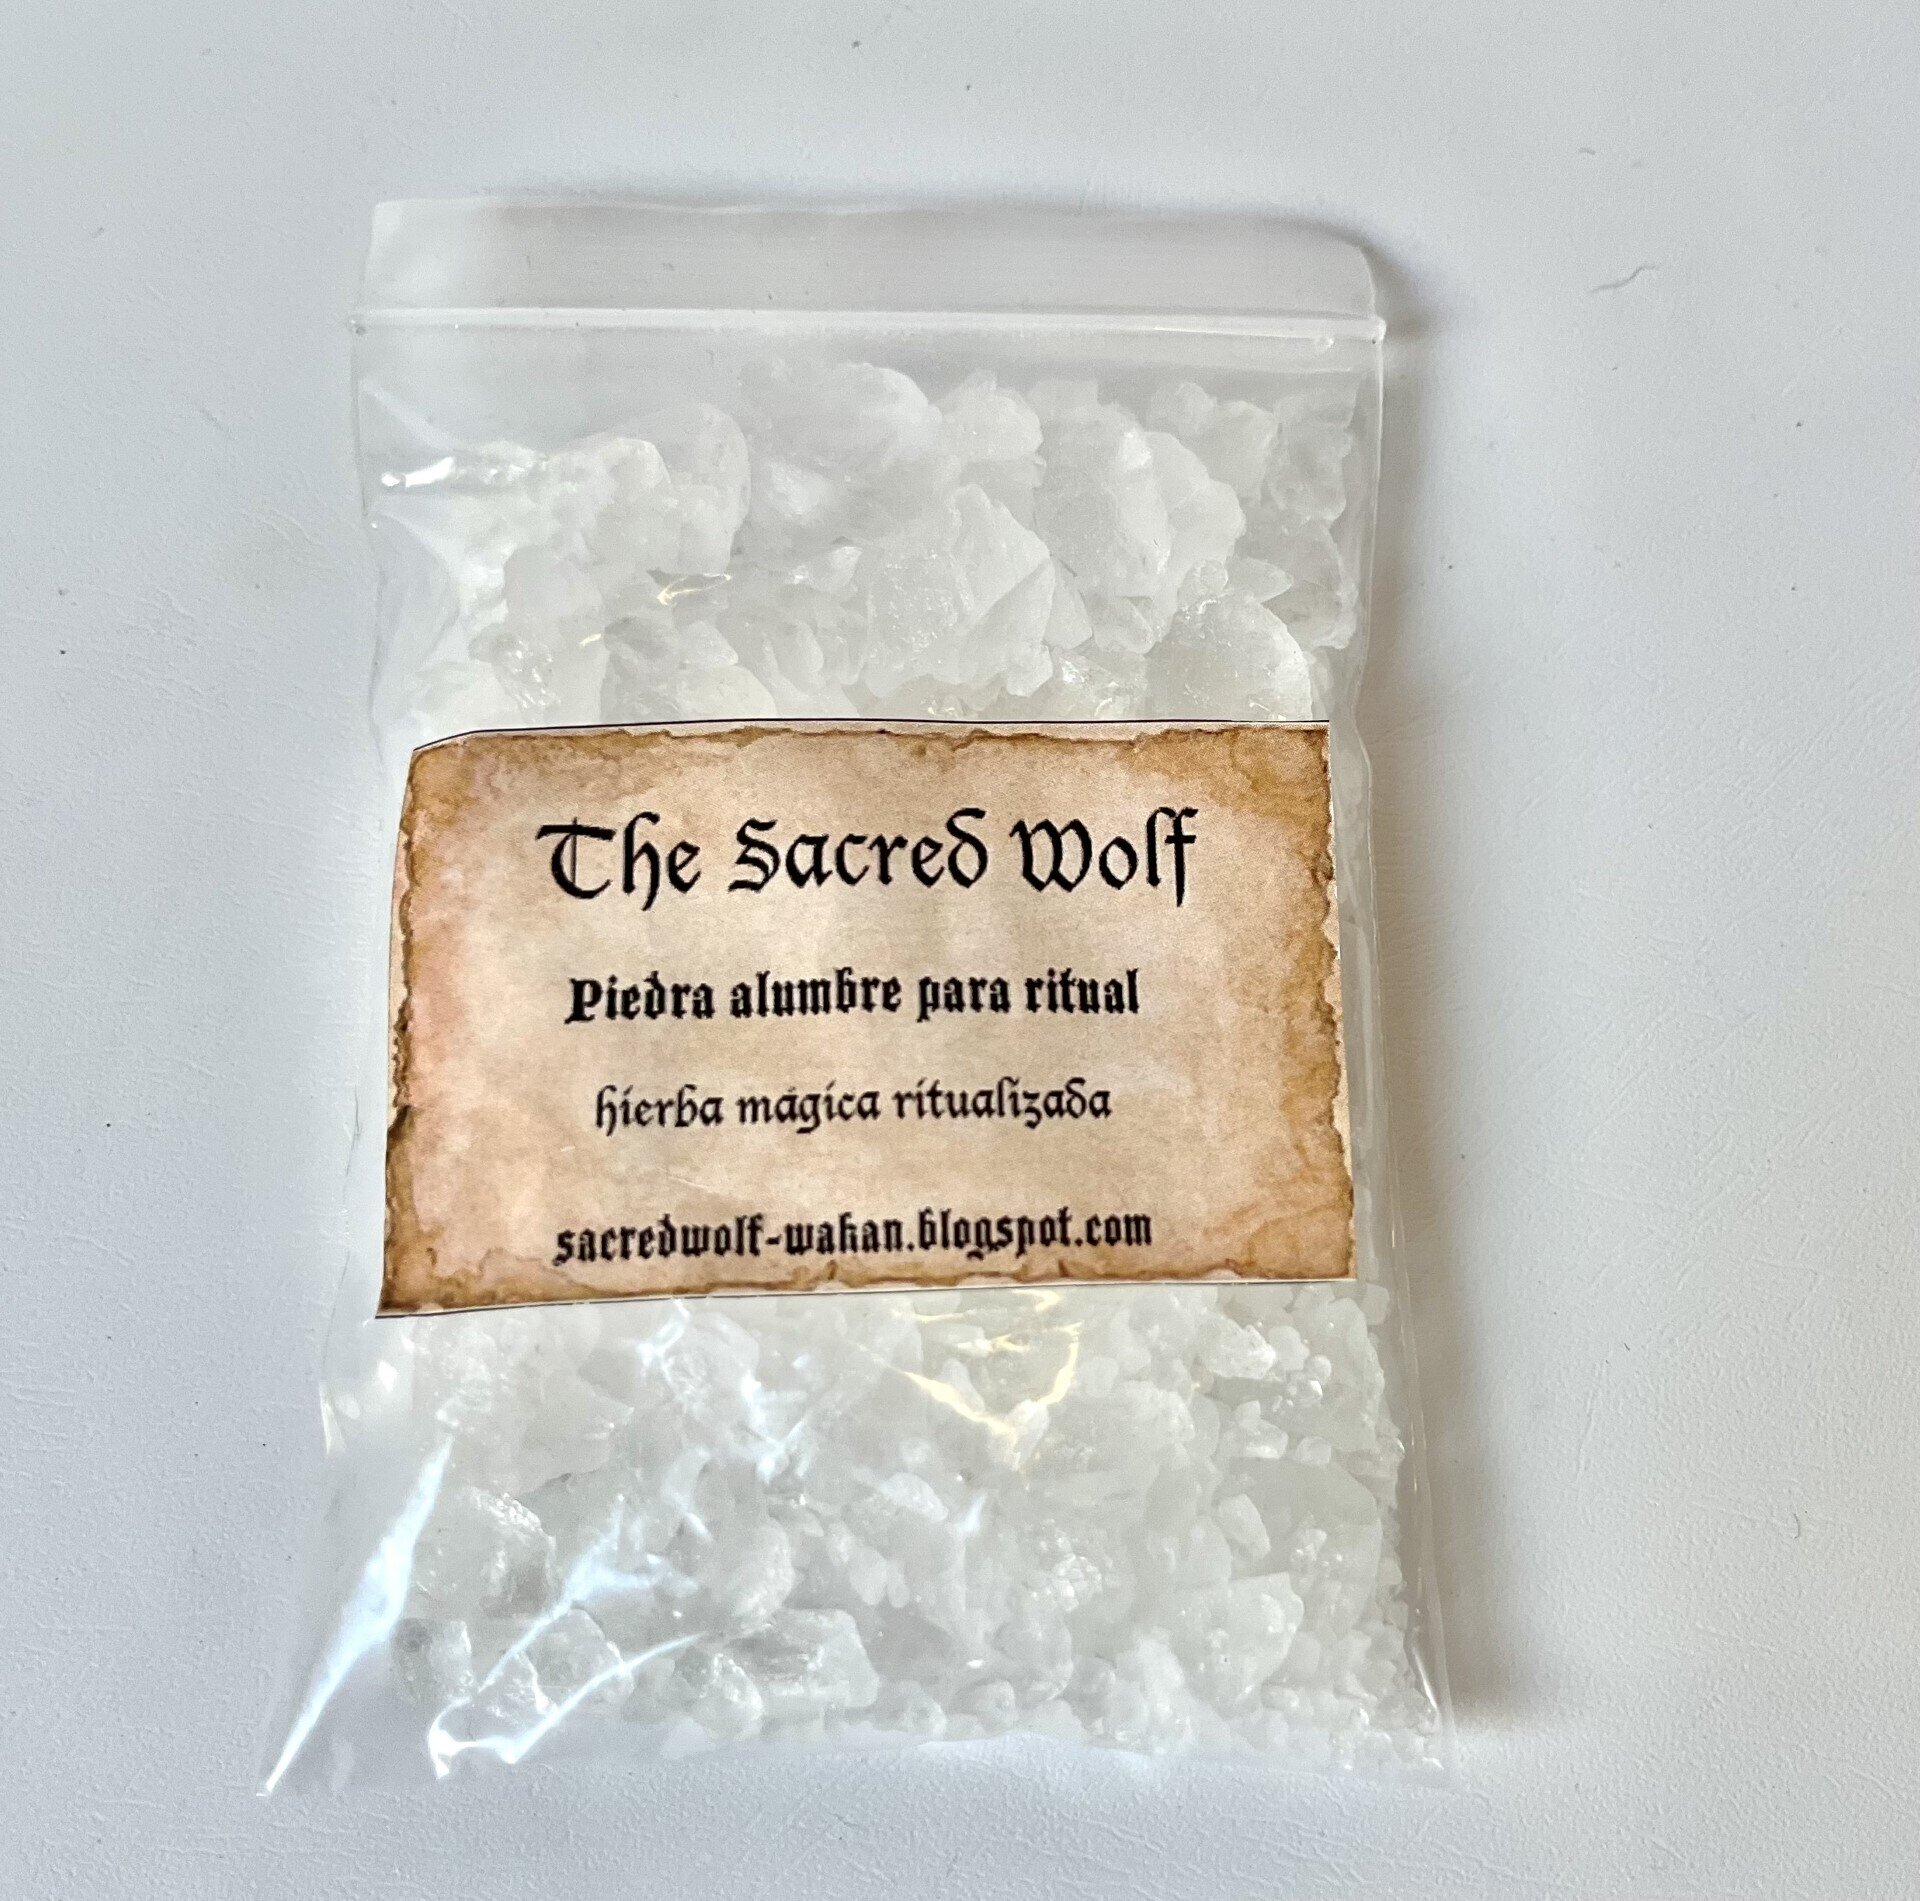 The Sacred Wolf
Piedra alumbre para ritual
hierba mágica ritualizada
sacredwolf-wakan.blogspot.com